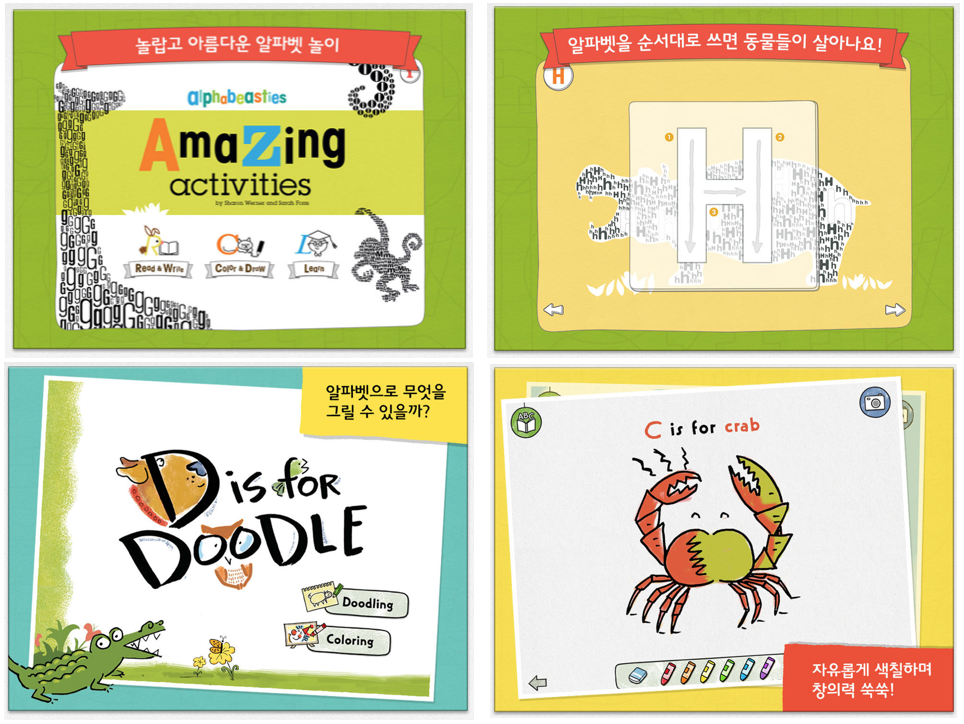 놀랍고 아름다운 알파벳 놀이
alphabeasties
AmaZing
activities
by Sharon Werner and Sarah Forss
Read & Write
Color & Draw
Learn
알파벳을 순서대로 쓰면 동물들이 살아나요!
H
1
2
H
3
알파벳으로 무엇을
그릴 수 있을까?
D is for
DOODLE
Doodling
Coloring
ABC
C is for crab
자유롭게 색칠하며
창의력 쑥쑥!